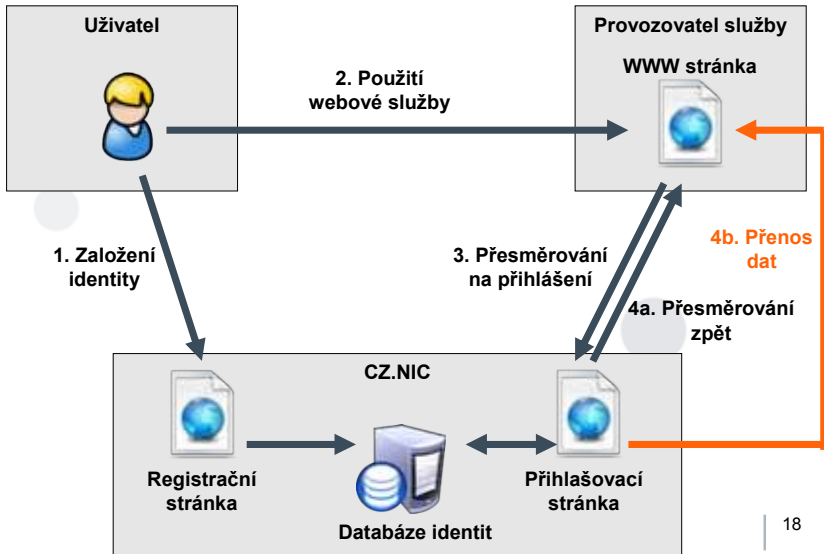 Uživatel
Provozovatel služby
WWW stránka
2. Použití
webové služby
1. Založení
identity
3. Přesměrování
na přihlášení
4b. Přenos
dat
4a. Přesměrování
zpět
CZ.NIC
Registrační
stránka
Přihlašovací
stránka
Databáze identit
18